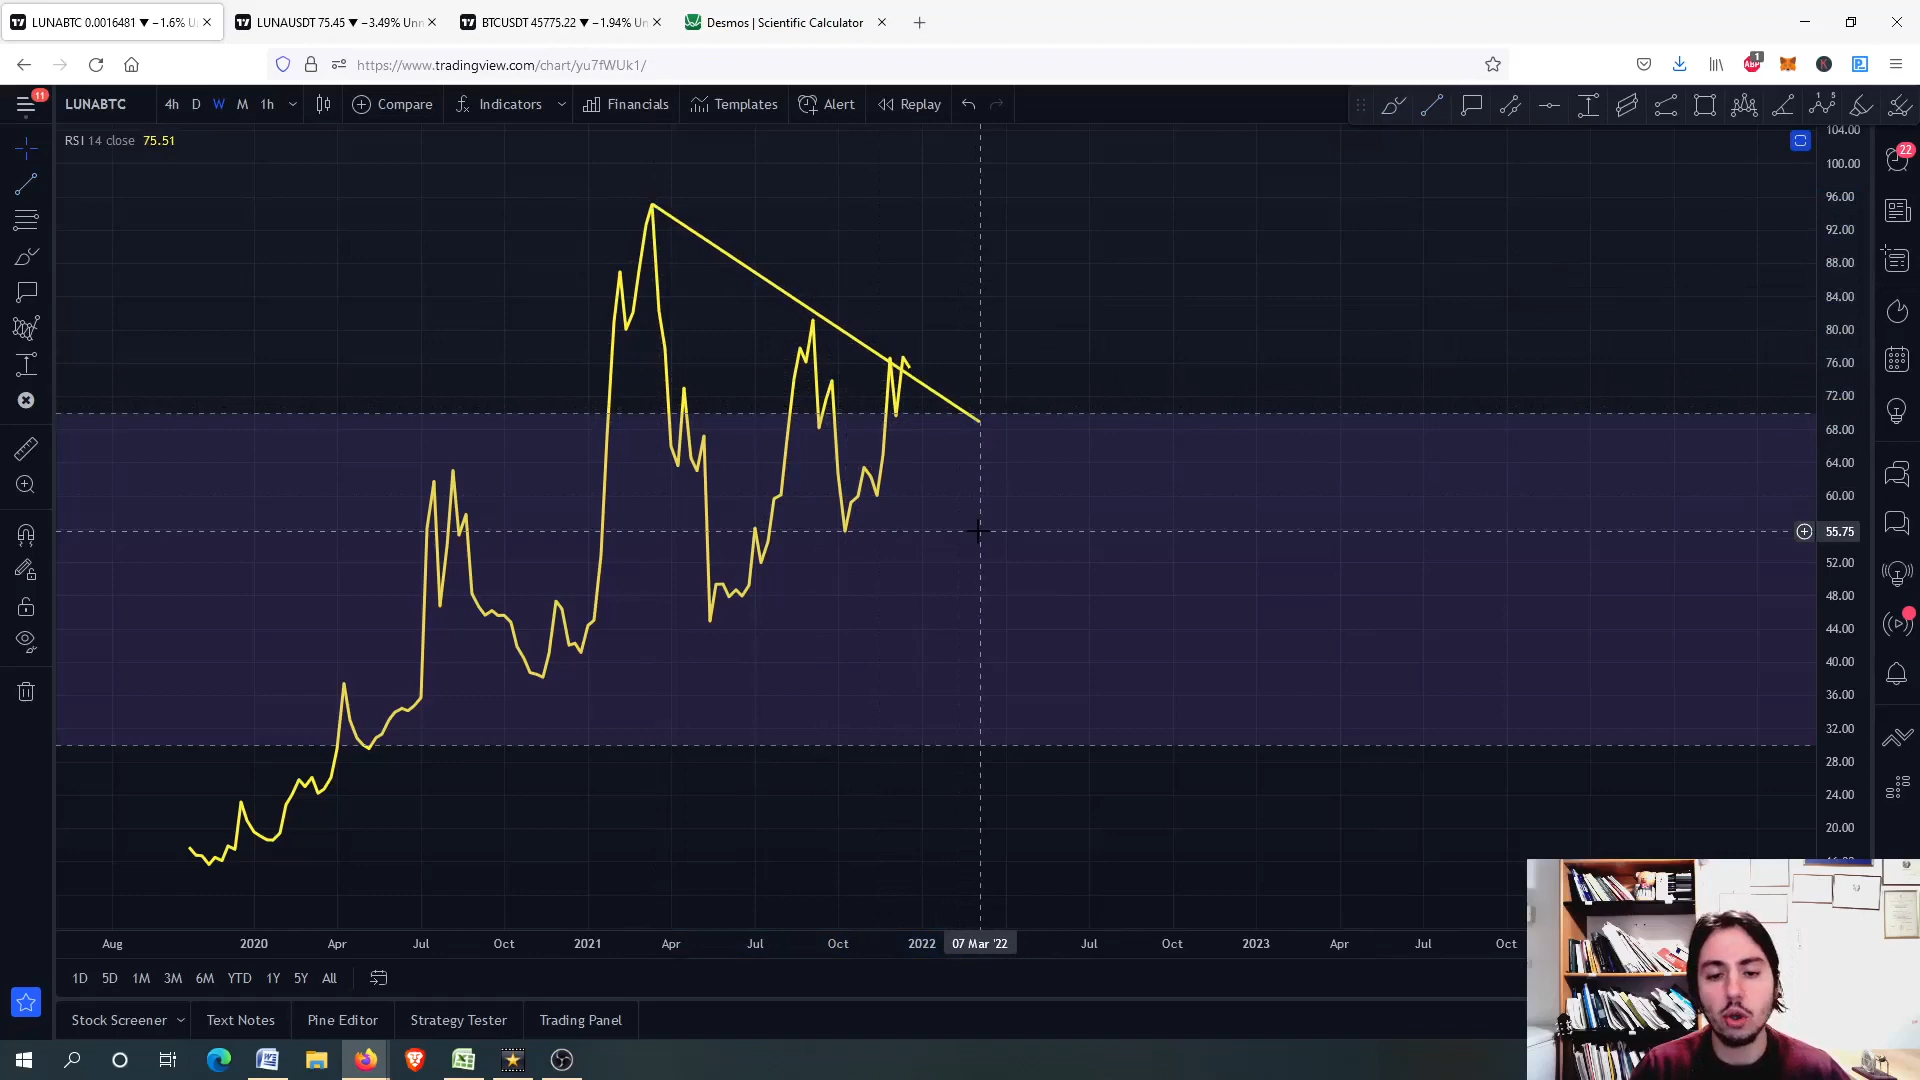 LUNABTC 0.0016481 ▼ −1.6% U
LUNAUSDT 75.45 ▼ −3.49% Un
BTCUSDT 45775.22 ▼ −1.94% Un
Desmos | Scientific Calculator
https://www.tradingview.com/chart/yu7fWUk1/
1
ABP
K
11
LUNABTC
4h
D
W
M
1h
Compare
Indicators
Financials
Templates
Alert
Replay
RSI 14 close 75.51
104.00
100.00
96.00
92.00
88.00
84.00
80.00
76.00
72.00
68.00
64.00
60.00
55.75
52.00
48.00
44.00
40.00
36.00
32.00
28.00
24.00
20.00
22
Aug
2020
Apr
Jul
Oct
2021
Apr
Jul
Oct
2022
07 Mar '22
Jul
Oct
2023
Apr
Jul
Oct
1D
5D
1M
3M
6M
YTD
1Y
5Y
All
Stock Screener
Text Notes
Pine Editor
Strategy Tester
Trading Panel